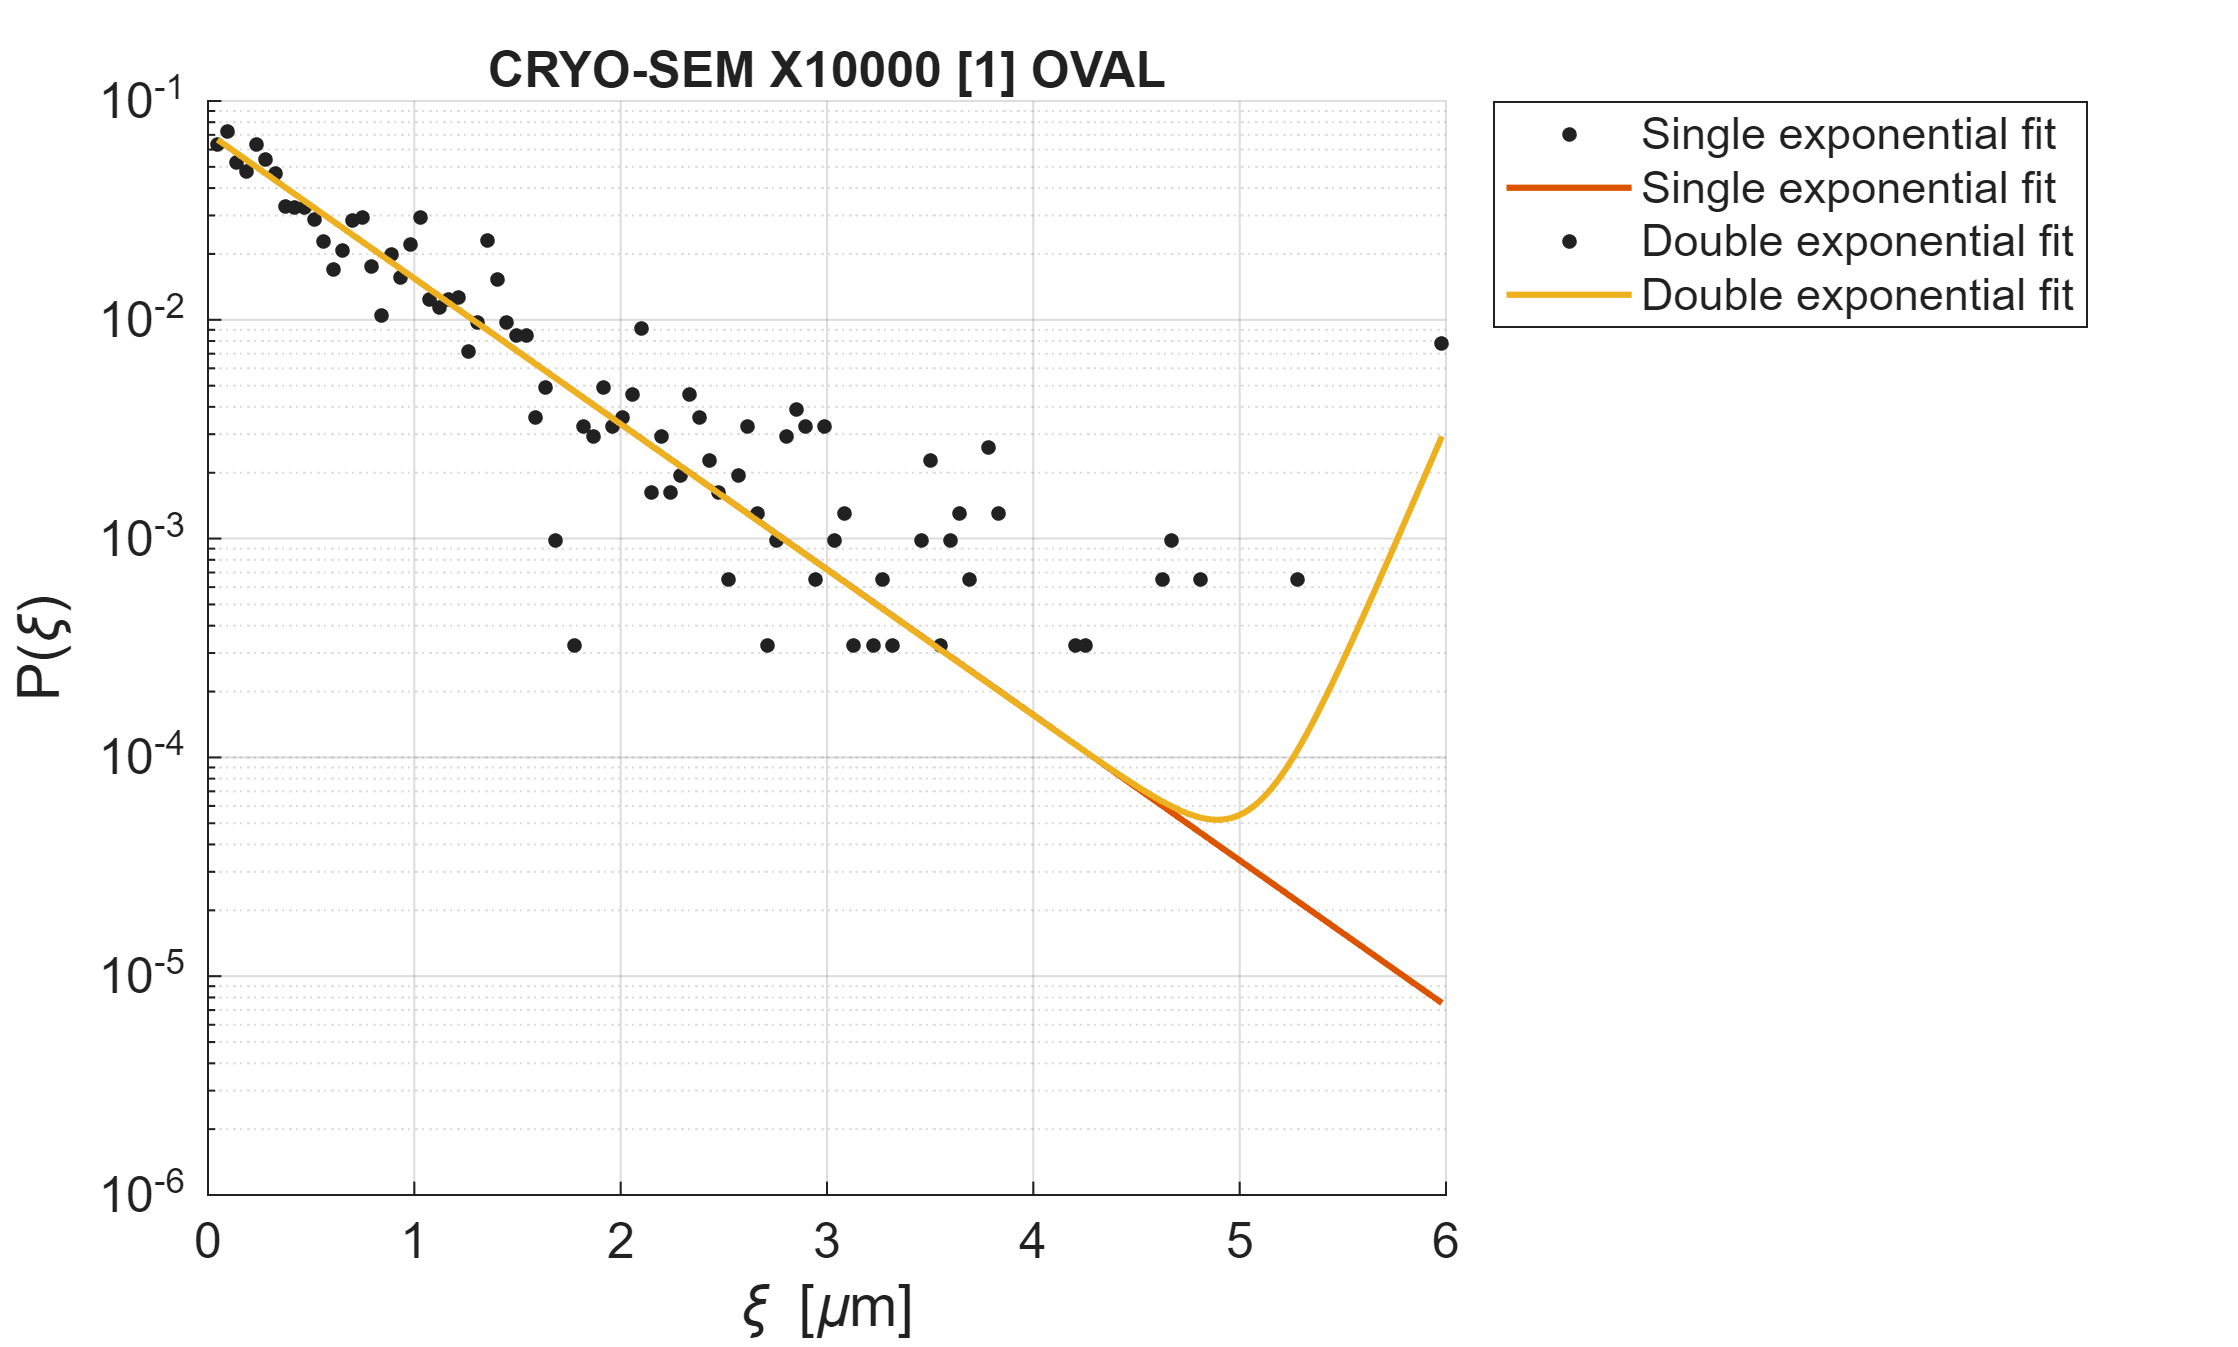 CRYO-SEM X10000 [1] OVAL
10-1
10-2
10-3
10-4
10-5
10-6
P(ξ)
0 1 2 3 4 5 6
ξ [μm]
Single exponential fit
Single exponential fit
Double exponential fit
Double exponential fit